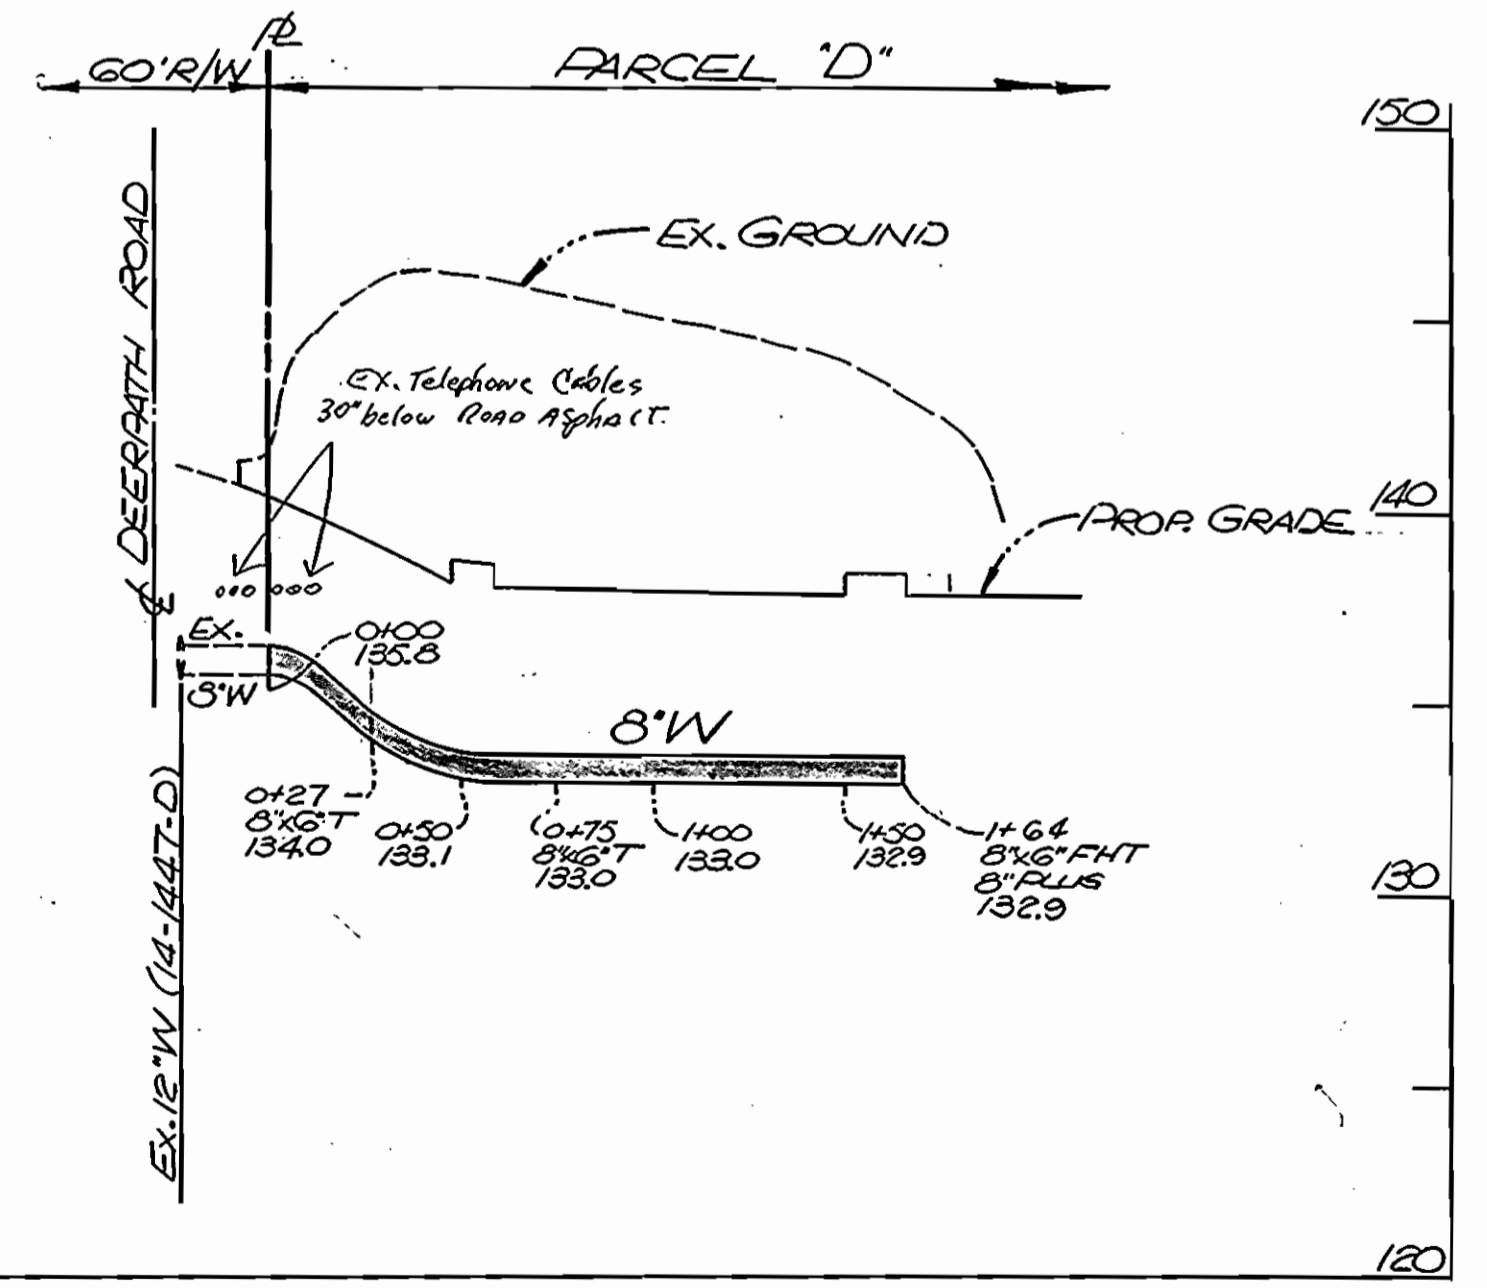 ℄
60'R/W
PARCEL "D"
150
EX. GROUND
℄ DEERPATH ROAD
EX. Telephone Cables
30" below ROAD Asphalt.
140
PROP. GRADE
000 000
EX.
8"W
0+00
135.8
8"W
0+27
8"x6"T
134.0
0+50
133.1
0+75
8"x6"T
133.0
1+00
133.0
1+50
132.9
1+64
8"x6" FHT
8" PLUG
132.9
130
EX. 12"W (14-1447-D)
120